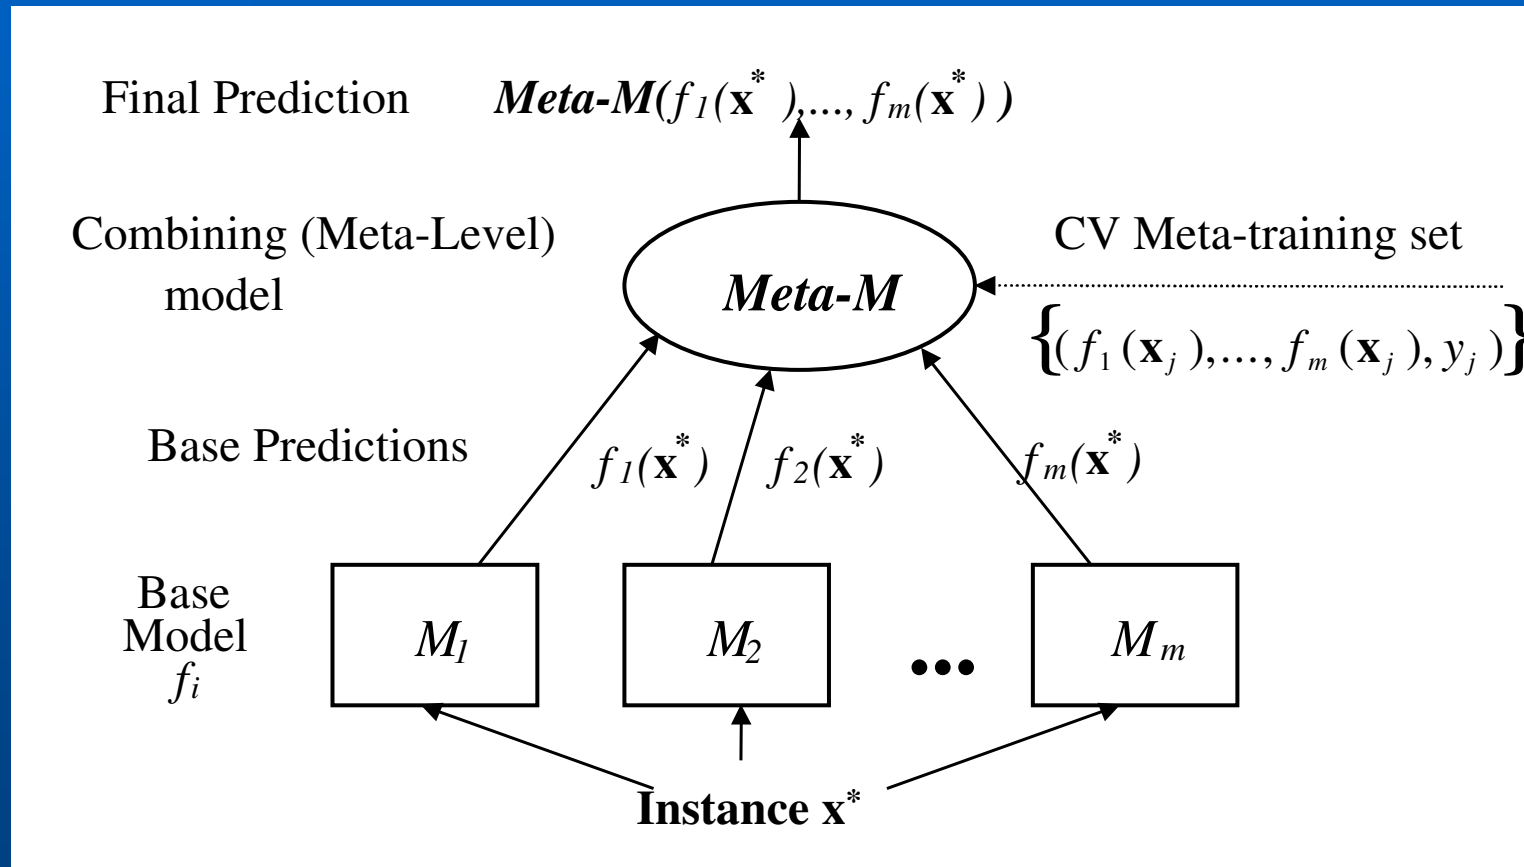 Final Prediction Meta-M(f1(x*),..., fm(x*))
Combining (Meta-Level)
model
Meta-M
CV Meta-training set
{(f1(xj),..., fm(xj), yj)}
Base Predictions
f1(x*) f2(x*) fm(x*)
Base
Model
fi
M1 M2 ••• Mm
Instance x*